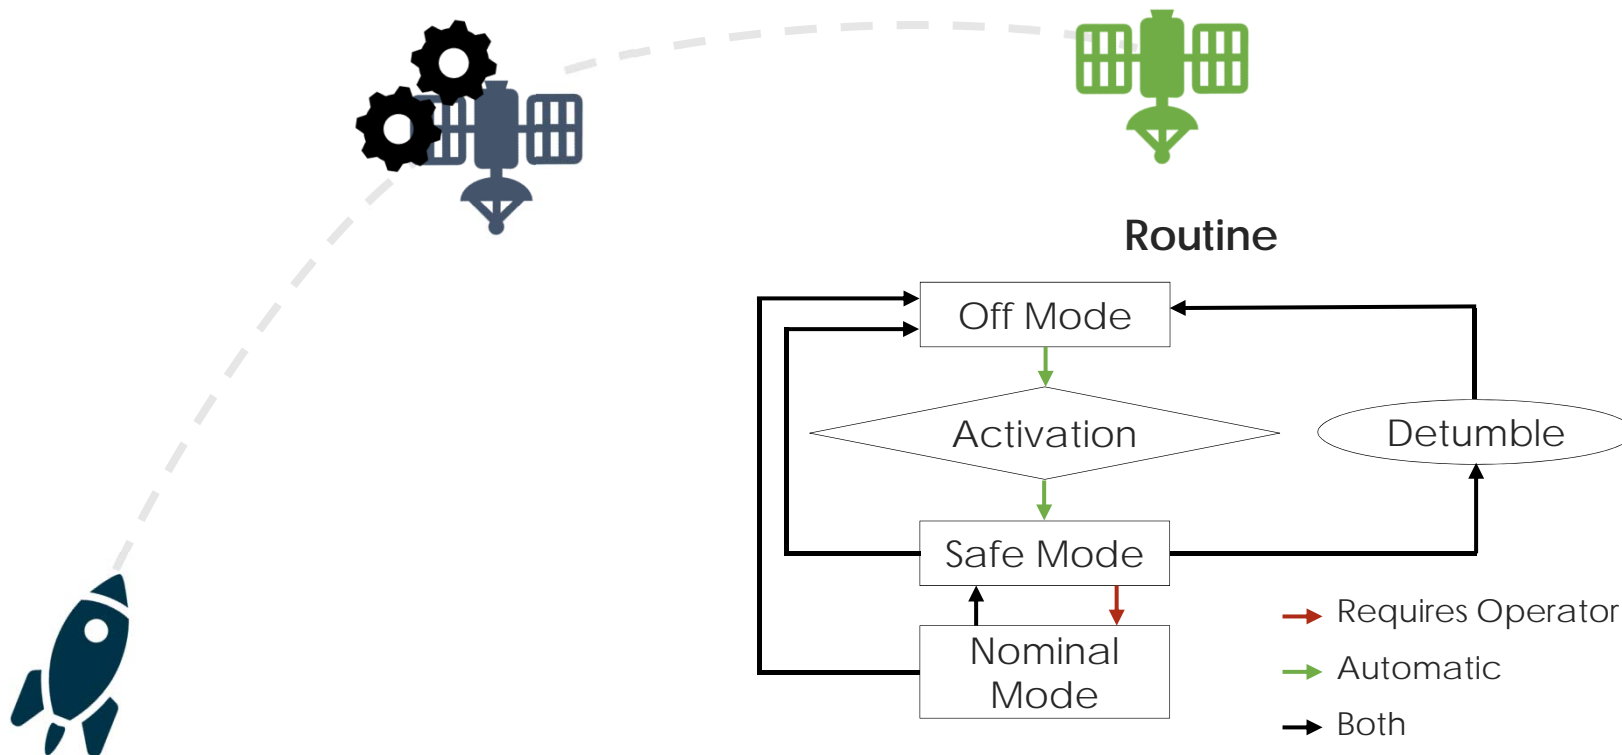 Routine
Off Mode
Activation
Detumble
Safe Mode
Nominal
Mode
Requires Operator
Automatic
Both